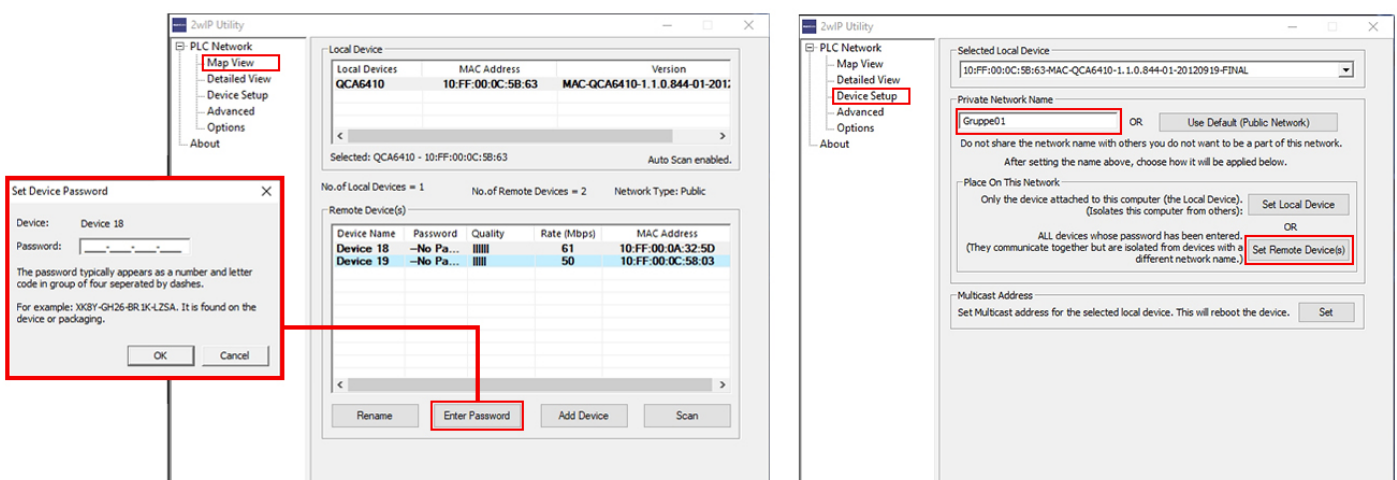 2wIP Utility
PLC Network
Map View
Detailed View
Device Setup
Advanced
Options
About
Local Device
Local Devices MAC Address Version
QCA6410 10:FF:00:0C:5B:63 MAC-QCA6410-1.1.0.844-01-201
Selected: QCA6410 - 10:FF:00:0C:5B:63 Auto Scan enabled.
No.of Local Devices = 1 No.of Remote Devices = 2 Network Type: Public
Remote Device(s)
Device Name Password Quality Rate (Mbps) MAC Address
Device 18 --No Pa... 61 10:FF:00:0A:32:5D
Device 19 --No Pa... 50 10:FF:00:0C:58:03
Rename Enter Password Add Device Scan
Set Device Password
Device: Device 18
Password: ____-____-____-____
The password typically appears as a number and letter
code in group of four seperated by dashes.
For example: XK8Y-GH26-BR1K-LZSA. It is found on the
device or packaging.
OK Cancel
2wIP Utility
PLC Network
Map View
Detailed View
Device Setup
Advanced
Options
About
Selected Local Device
10:FF:00:0C:5B:63-MAC-QCA6410-1.1.0.844-01-20120919-FINAL
Private Network Name
Gruppe01 OR Use Default (Public Network)
Do not share the network name with others you do not want to be a part of this network.
After setting the name above, choose how it will be applied below.
Place On This Network
Only the device attached to this computer (the Local Device).
(Isolates this computer from others): Set Local Device
OR
ALL devices whose password has been entered.
(They communicate together but are isolated from devices with a
different network name.) Set Remote Device(s)
Multicast Address
Set Multicast address for the selected local device. This will reboot the device. Set